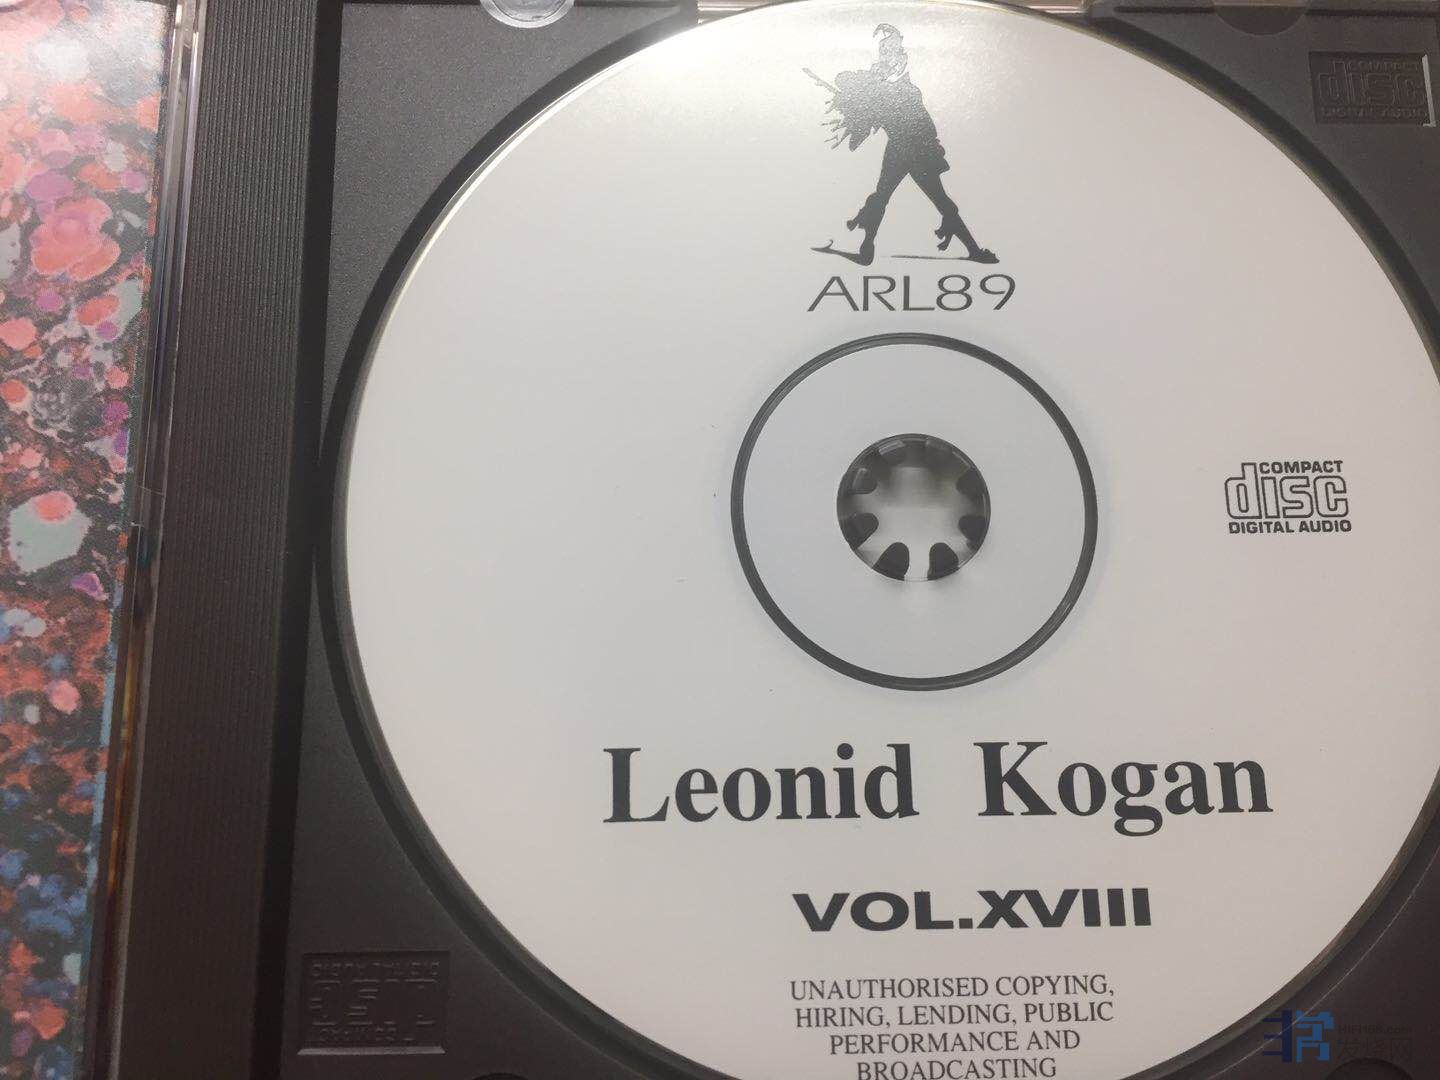 COMPACT
disc
DIGITAL AUDIO
ARL89
COMPACT
disc
DIGITAL AUDIO
Leonid Kogan
VOL.XVIII
UNAUTHORISED COPYING,
HIRING, LENDING, PUBLIC
PERFORMANCE AND
BROADCASTING